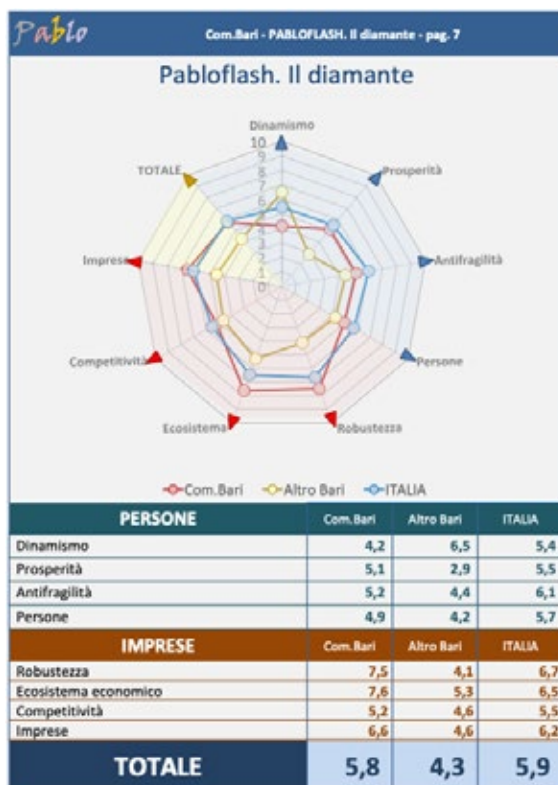 Pablo
Com.Bari - PABLOFLASH. Il diamante - pag. 7
Pabloflash. Il diamante
Dinamismo
10
9
8
7
6
5
4
3
2
1
0
TOTALE
Prosperità
Imprese
Antifragilità
Competitività
Persone
Ecosistema
Robustezza
Com.Bari Altro Bari ITALIA
PERSONE Com.Bari Altro Bari ITALIA
Dinamismo 4,2 6,5 5,4
Prosperità 5,1 2,9 5,5
Antifragilità 5,2 4,4 6,1
Persone 4,9 4,2 5,7
IMPRESE Com.Bari Altro Bari ITALIA
Robustezza 7,5 4,1 6,7
Ecosistema economico 7,6 5,3 6,5
Competitività 5,2 4,6 5,5
Imprese 6,6 4,6 6,2
TOTALE 5,8 4,3 5,9